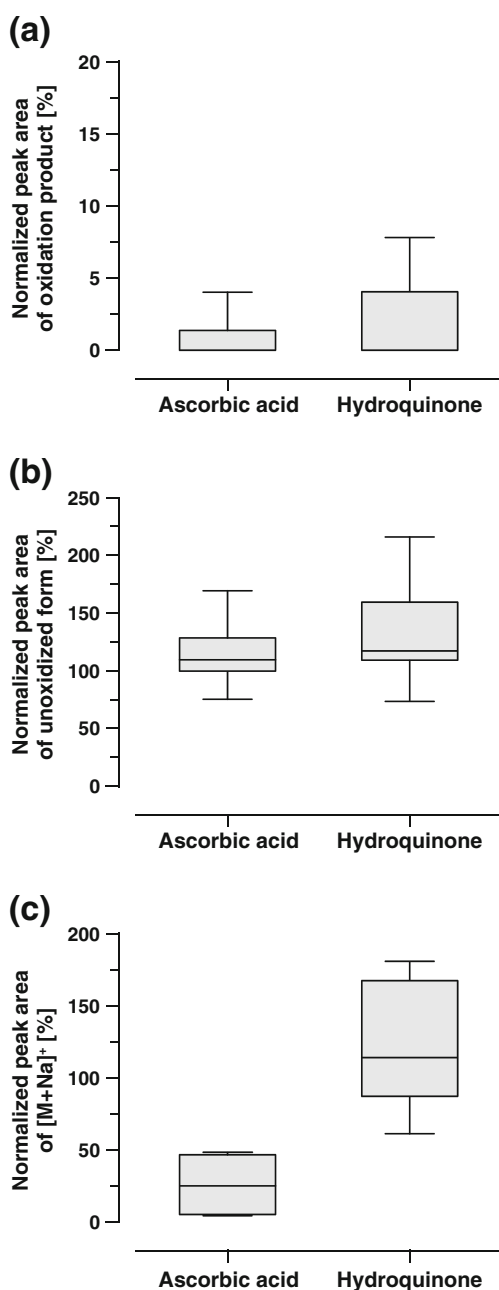 (a)
Normalized peak area
of oxidation product [%]
20
15
10
5
0
Ascorbic acid
Hydroquinone
(b)
Normalized peak area
of unoxidized form [%]
250
200
150
100
50
0
Ascorbic acid
Hydroquinone
(c)
Normalized peak area
of [M+Na]⁺ [%]
200
150
100
50
0
Ascorbic acid
Hydroquinone